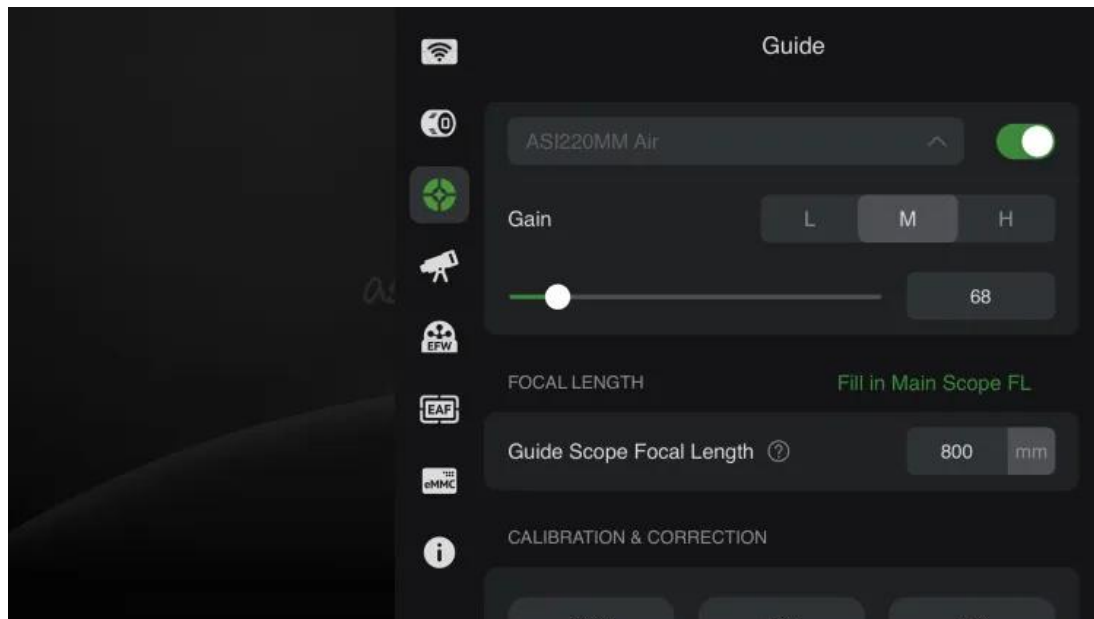 Guide
ASI220MM Air
Gain L M H
68
EFW
FOCAL LENGTH Fill in Main Scope FL
EAF
Guide Scope Focal Length ? 800 mm
eMMC
CALIBRATION & CORRECTION
i